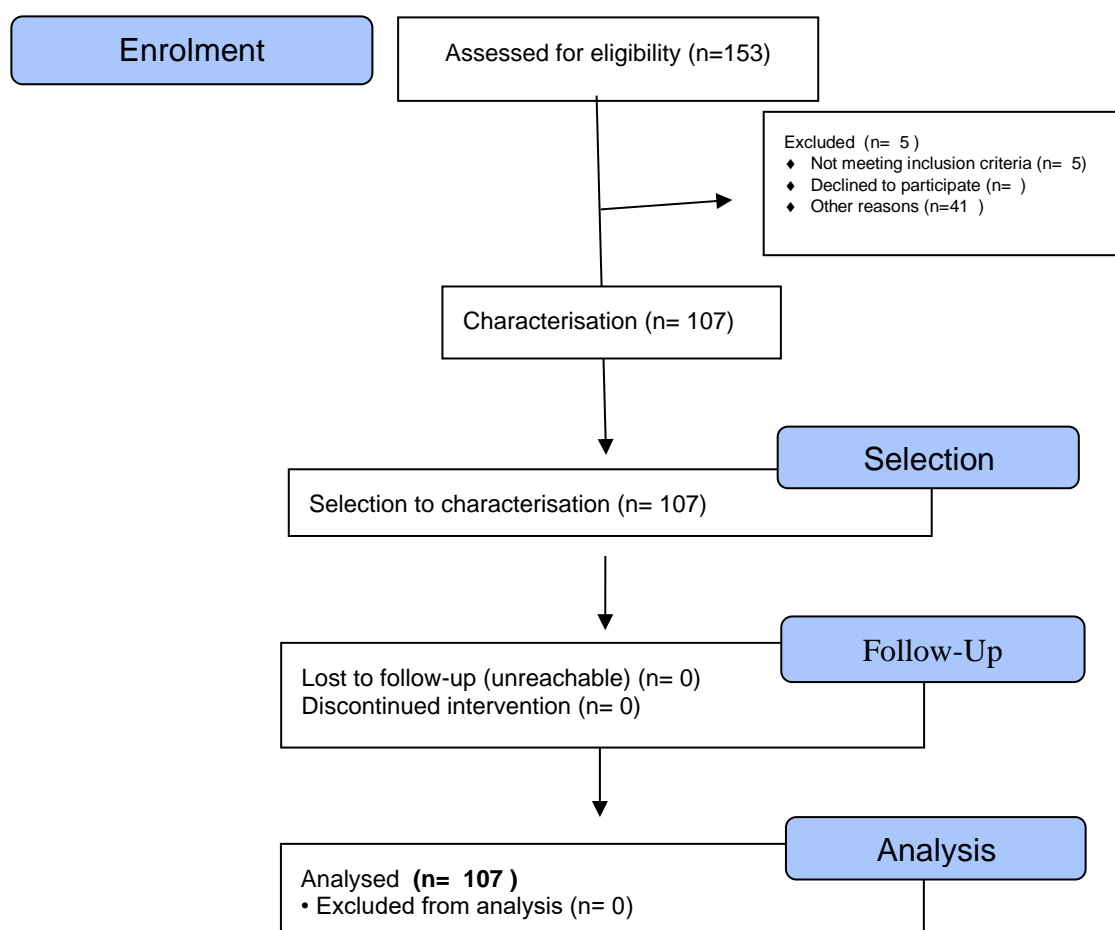 Enrolment
Assessed for eligibility (n=153)
Excluded (n= 5 )
♦ Not meeting inclusion criteria (n= 5)
♦ Declined to participate (n= )
♦ Other reasons (n=41 )
Characterisation (n= 107)
Selection
Selection to characterisation (n= 107)
Follow-Up
Lost to follow-up (unreachable) (n= 0)
Discontinued intervention (n= 0)
Analysis
Analysed (n= 107 )
• Excluded from analysis (n= 0)